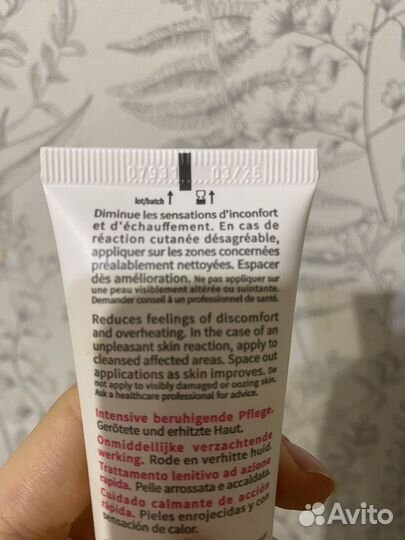 07931 03/26
lot/batch
Diminue les sensations d'inconfort
et d'échauffement. En cas de
réaction cutanée désagréable,
appliquer sur les zones concernées
préalablement nettoyées. Espacer
dès amélioration. Ne pas appliquer sur
une peau visiblement altérée ou suintante.
Demander conseil à un professionnel de santé.
Reduces feelings of discomfort
and overheating. In the case of an
unpleasant skin reaction, apply to
cleansed affected areas. Space out
applications as skin improves. Do
not apply to visibly damaged or oozing skin.
Ask a healthcare professional for advice.
Intensive beruhigende Pflege.
Gerötete und erhitzte Haut.
Onmiddellijke verzachtende
werking. Rode en verhitte huid.
Trattamento lenitivo ad azione
rapida. Pelle arrossata e accaldata.
Cuidado calmante de acción
rápida. Pieles enrojecidas y con
sensación de calor.
Avito